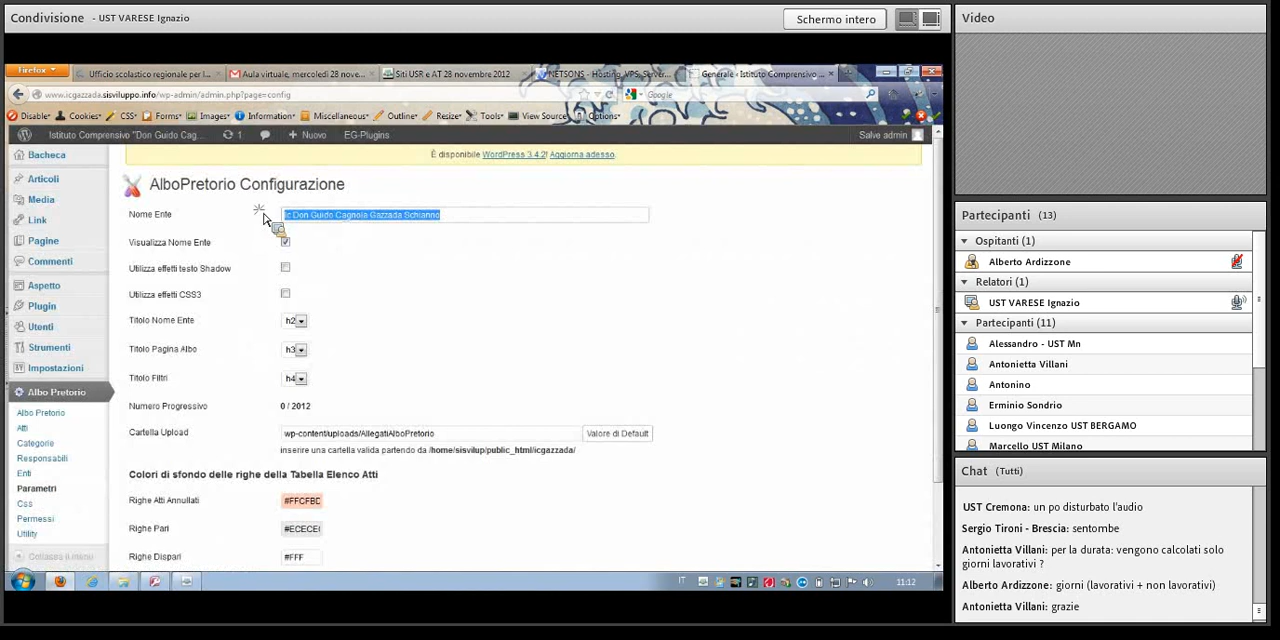 Condivisione - UST VARESE Ignazio
Schermo intero
Firefox
Ufficio scolastico regionale per l...
Aula virtuale, mercoledì 28 nove...
Siti USR e AT 28 novembre 2012
NETSONS - Hosting, VPS, Server...
Generale ‹ Istituto Comprensivo ...
www.icgazzada.sisviluppo.info/wp-admin/admin.php?page=config
Google
Disable Cookies CSS Forms Images Information Miscellaneous Outline Resize Tools View Source Options
Istituto Comprensivo "Don Guido Cag... 1 Nuovo EG-Plugins
Salve admin
È disponibile WordPress 3.4.2! Aggiorna adesso.
Bacheca
Articoli
Media
Link
Pagine
Commenti
Aspetto
Plugin
Utenti
Strumenti
Impostazioni
Albo Pretorio
Albo Pretorio
Atti
Categorie
Responsabili
Enti
Parametri
Css
Permessi
Utility
Collassa il menu
AlboPretorio Configurazione
Nome Ente Ic Don Guido Cagnola Gazzada Schianno
Visualizza Nome Ente
Utilizza effetti testo Shadow
Utilizza effetti CSS3
Titolo Nome Ente h2
Titolo Pagina Albo h3
Titolo Filtri h4
Numero Progressivo 0 / 2012
Cartella Upload wp-content/uploads/AllegatiAlboPretorio Valore di Default
inserire una cartella valida partendo da /home/sisvilup/public_html/icgazzada/
Colori di sfondo delle righe della Tabella Elenco Atti
Righe Atti Annullati #FFCFBD
Righe Pari #ECECE
Righe Dispari #FFF
IT
11:12
Video
Partecipanti (13)
Ospitanti (1)
Alberto Ardizzone
Relatori (1)
UST VARESE Ignazio
Partecipanti (11)
Alessandro - UST Mn
Antonietta Villani
Antonino
Erminio Sondrio
Luongo Vincenzo UST BERGAMO
Marcello UST Milano
Chat (Tutti)
UST Cremona: un po disturbato l'audio
Sergio Tironi - Brescia: sentombe
Antonietta Villani: per la durata: vengono calcolati solo
giorni lavorativi ?
Alberto Ardizzone: giorni (lavorativi + non lavorativi)
Antonietta Villani: grazie